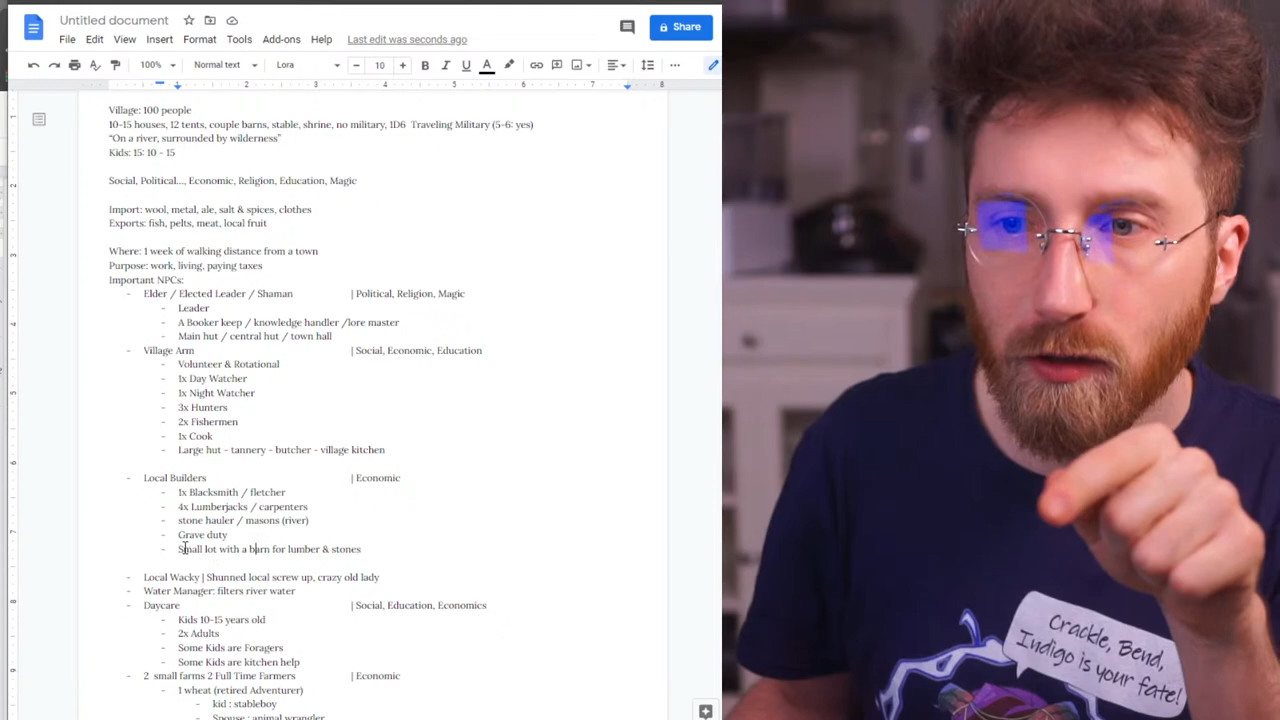 Untitled document
File Edit View Insert Format Tools Add-ons Help Last edit was seconds ago
Share
100% Normal text Lora 10 B I U A
2 3 4 5 6 7 8
Village: 100 people
10-15 houses, 12 tents, couple barns, stable, shrine, no military, 1D6 Traveling Military (5-6: yes)
“On a river, surrounded by wilderness”
Kids: 15: 10 - 15
Social, Political..., Economic, Religion, Education, Magic
Import: wool, metal, ale, salt & spices, clothes
Exports: fish, pelts, meat, local fruit
Where: 1 week of walking distance from a town
Purpose: work, living, paying taxes
Important NPCs:
- Elder / Elected Leader / Shaman | Political, Religion, Magic
- Leader
- A Booker keep / knowledge handler /lore master
- Main hut / central hut / town hall
- Village Arm | Social, Economic, Education
- Volunteer & Rotational
- 1x Day Watcher
- 1x Night Watcher
- 3x Hunters
- 2x Fishermen
- 1x Cook
- Large hut - tannery - butcher - village kitchen
- Local Builders | Economic
- 1x Blacksmith / fletcher
- 4x Lumberjacks / carpenters
- stone hauler / masons (river)
- Grave duty
- Small lot with a barn for lumber & stones
- Local Wacky | Shunned local screw up, crazy old lady
- Water Manager: filters river water
- Daycare | Social, Education, Economics
- Kids 10-15 years old
- 2x Adults
- Some Kids are Foragers
- Some Kids are kitchen help
- 2 small farms 2 Full Time Farmers | Economic
- 1 wheat (retired Adventurer)
- kid : stableboy
- Spouse : animal wrangler
Crackle, Bend,
Indigo is your fate!